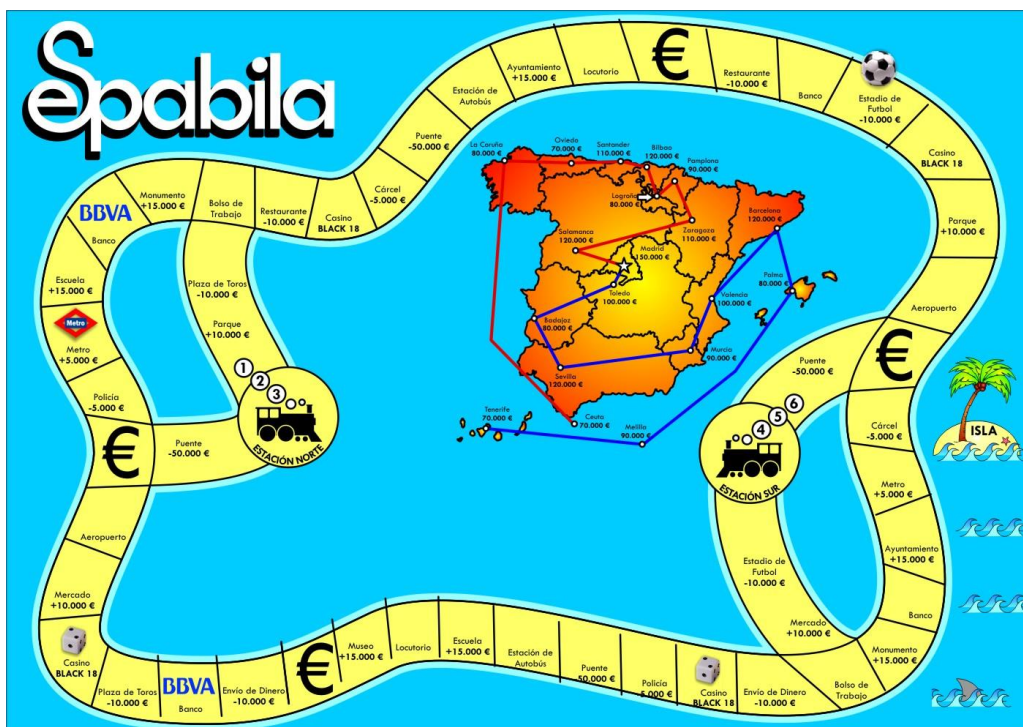 Espabila
Ayuntamiento
+15.000 €
Locutorio
€
Restaurante
-10.000 €
Banco
Estadio de
Futbol
-10.000 €
Casino
BLACK 18
Parque
+10.000 €
Aeropuerto
€
Cárcel
-5.000 €
Metro
+5.000 €
Ayuntamiento
+15.000 €
Banco
Monumento
+15.000 €
Bolso de
Trabajo
Envío de Dinero
-10.000 €
Casino
BLACK 18
Policía
-5.000 €
Puente
-50.000 €
Estación de
Autobús
Escuela
+15.000 €
Locutorio
Museo
+15.000 €
€
Envío de Dinero
-10.000 €
BBVA
Banco
Plaza de Toros
-10.000 €
Casino
BLACK 18
Mercado
+10.000 €
Aeropuerto
€
Policía
-5.000 €
Metro
Metro
+5.000 €
Escuela
+15.000 €
Banco
BBVA
Monumento
+15.000 €
Bolso de
Trabajo
Restaurante
-10.000 €
Casino
BLACK 18
Cárcel
-5.000 €
Puente
-50.000 €
Estación de
Autobús
Plaza de Toros
-10.000 €
Parque
+10.000 €
1
2
3
ESTACIÓN NORTE
Puente
-50.000 €
Puente
-50.000 €
4
5
6
ESTACIÓN SUR
Estadio de
Futbol
-10.000 €
Mercado
+10.000 €
La Coruña
80.000 €
Oviedo
70.000 €
Santander
110.000 €
Bilbao
120.000 €
Pamplona
90.000 €
Logroño
80.000 €
Zaragoza
110.000 €
Barcelona
120.000 €
Salamanca
120.000 €
Madrid
150.000 €
Toledo
100.000 €
Palma
80.000 €
Valencia
100.000 €
Badajoz
80.000 €
Murcia
90.000 €
Sevilla
120.000 €
Tenerife
70.000 €
Ceuta
70.000 €
Melilla
90.000 €
ISLA